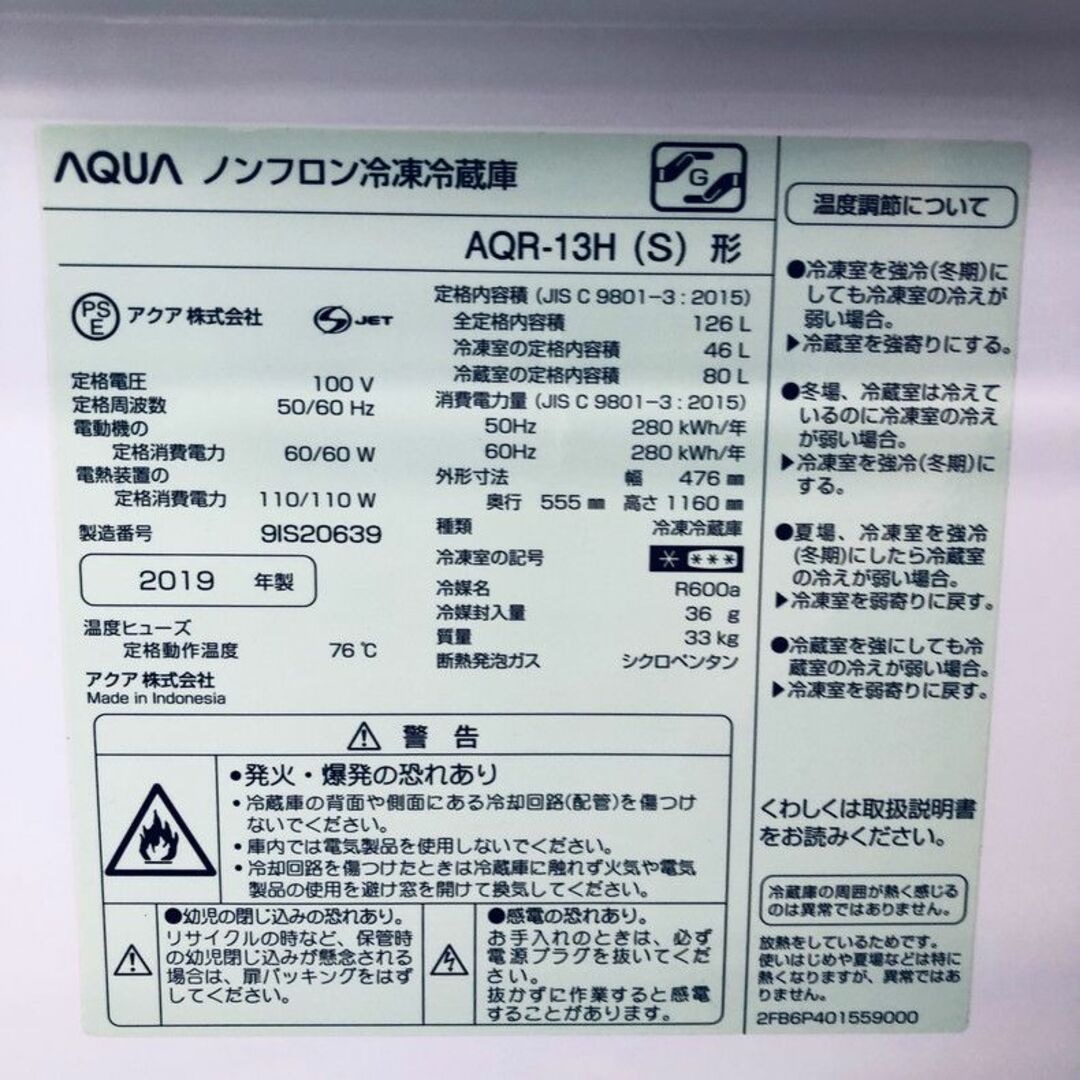 AQUA ノンフロン冷凍冷蔵庫
G
AQR-13H (S) 形
PS
E
アクア 株式会社
S JET
定格電圧 100 V
定格周波数 50/60 Hz
電動機の
定格消費電力 60/60 W
電熱装置の
定格消費電力 110/110 W
製造番号 9IS20639
2019 年製
温度ヒューズ
定格動作温度 76 ℃
アクア 株式会社
Made in Indonesia
定格内容積 (JIS C 9801-3 : 2015)
全定格内容積 126 L
冷凍室の定格内容積 46 L
冷蔵室の定格内容積 80 L
消費電力量 (JIS C 9801-3 : 2015)
50Hz 280 kWh/年
60Hz 280 kWh/年
外形寸法 幅 476 ㎜
奥行 555 ㎜ 高さ 1160 ㎜
種類 冷凍冷蔵庫
冷凍室の記号 * ***
冷媒名 R600a
冷媒封入量 36 g
質量 33 kg
断熱発泡ガス シクロペンタン
⚠ 警 告
•発火・爆発の恐れあり
•冷蔵庫の背面や側面にある冷却回路(配管)を傷つけ
ないでください。
•庫内では電気製品を使用しないでください。
•冷却回路を傷つけたときは冷蔵庫に触れず火気や電気
製品の使用を避け窓を開けて換気してください。
●幼児の閉じ込みの恐れあり。
リサイクルの時など、保管時
の幼児閉じ込みが懸念される
場合は、扉パッキングをはず
してください。
●感電の恐れあり。
お手入れのときは、必ず
電源プラグを抜いてくだ
さい。
抜かずに作業すると感電
することがあります。
温度調節について
●冷凍室を強冷(冬期)に
しても冷凍室の冷えが
弱い場合。
▶冷蔵室を強寄りにする。
●冬場、冷蔵室は冷えて
いるのに冷凍室の冷え
が弱い場合。
▶冷凍室を強冷(冬期)に
する。
●夏場、冷凍室を強冷
(冬期)にしたら冷蔵室
の冷えが弱い場合。
▶冷凍室を弱寄りに戻す。
●冷蔵室を強にしても冷
蔵室の冷えが弱い場合。
▶冷凍室を弱寄りに戻す。
くわしくは取扱説明書
をお読みください。
冷蔵庫の周囲が熱く感じる
のは異常ではありません。
放熱をしているためです。
使いはじめや夏場などは特に
熱くなりますが、異常ではあ
りません。
2FB6P401559000